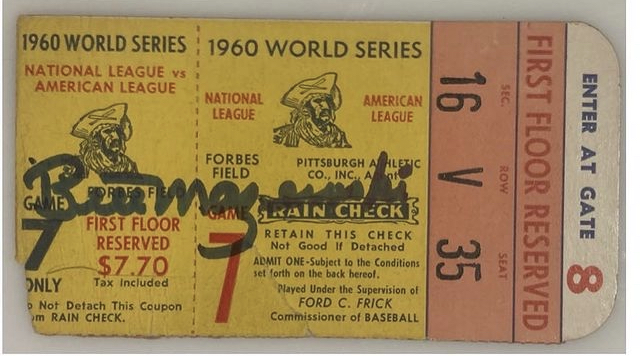 1960 WORLD SERIES
NATIONAL LEAGUE vs
AMERICAN LEAGUE
FORBES FIELD
GAME
7
ONLY
FIRST FLOOR
RESERVED
$7.70
Tax Included
Do Not Detach This Coupon
from RAIN CHECK.
1960 WORLD SERIES
NATIONAL
LEAGUE
AMERICAN
LEAGUE
FORBES
FIELD
PITTSBURGH ATHLETIC
CO., INC.,
GAME
7
RAIN CHECK
RETAIN THIS CHECK
Not Good If Detached
ADMIT ONE-Subject to the Conditions
set forth on the back hereof.
Played Under the Supervision of
FORD C. FRICK
Commissioner of BASEBALL
Bill Mazeroski
SEC. 16
ROW V
SEAT 35
FIRST FLOOR RESERVED
ENTER AT GATE 8